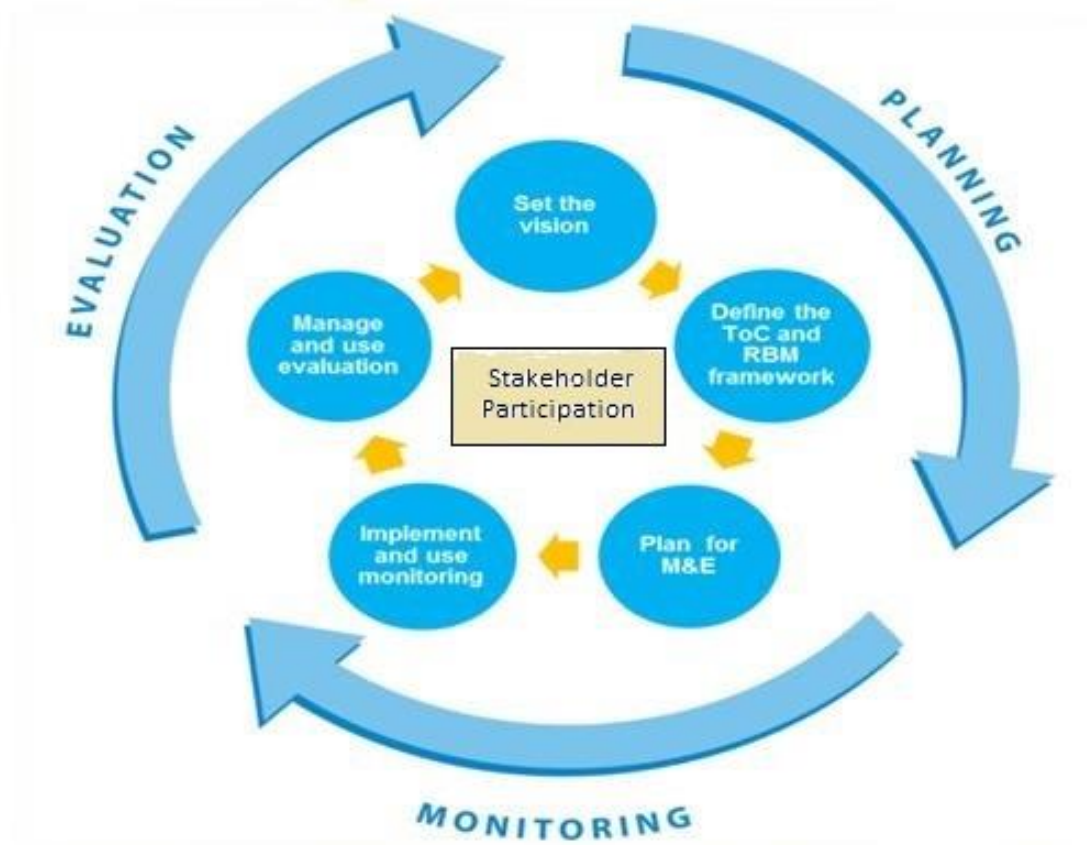 EVALUATION
PLANNING
Set the
vision
Manage
and use
evaluation
Define the
ToC and
RBM
framework
Stakeholder
Participation
Implement
and use
monitoring
Plan for
M&E
MONITORING